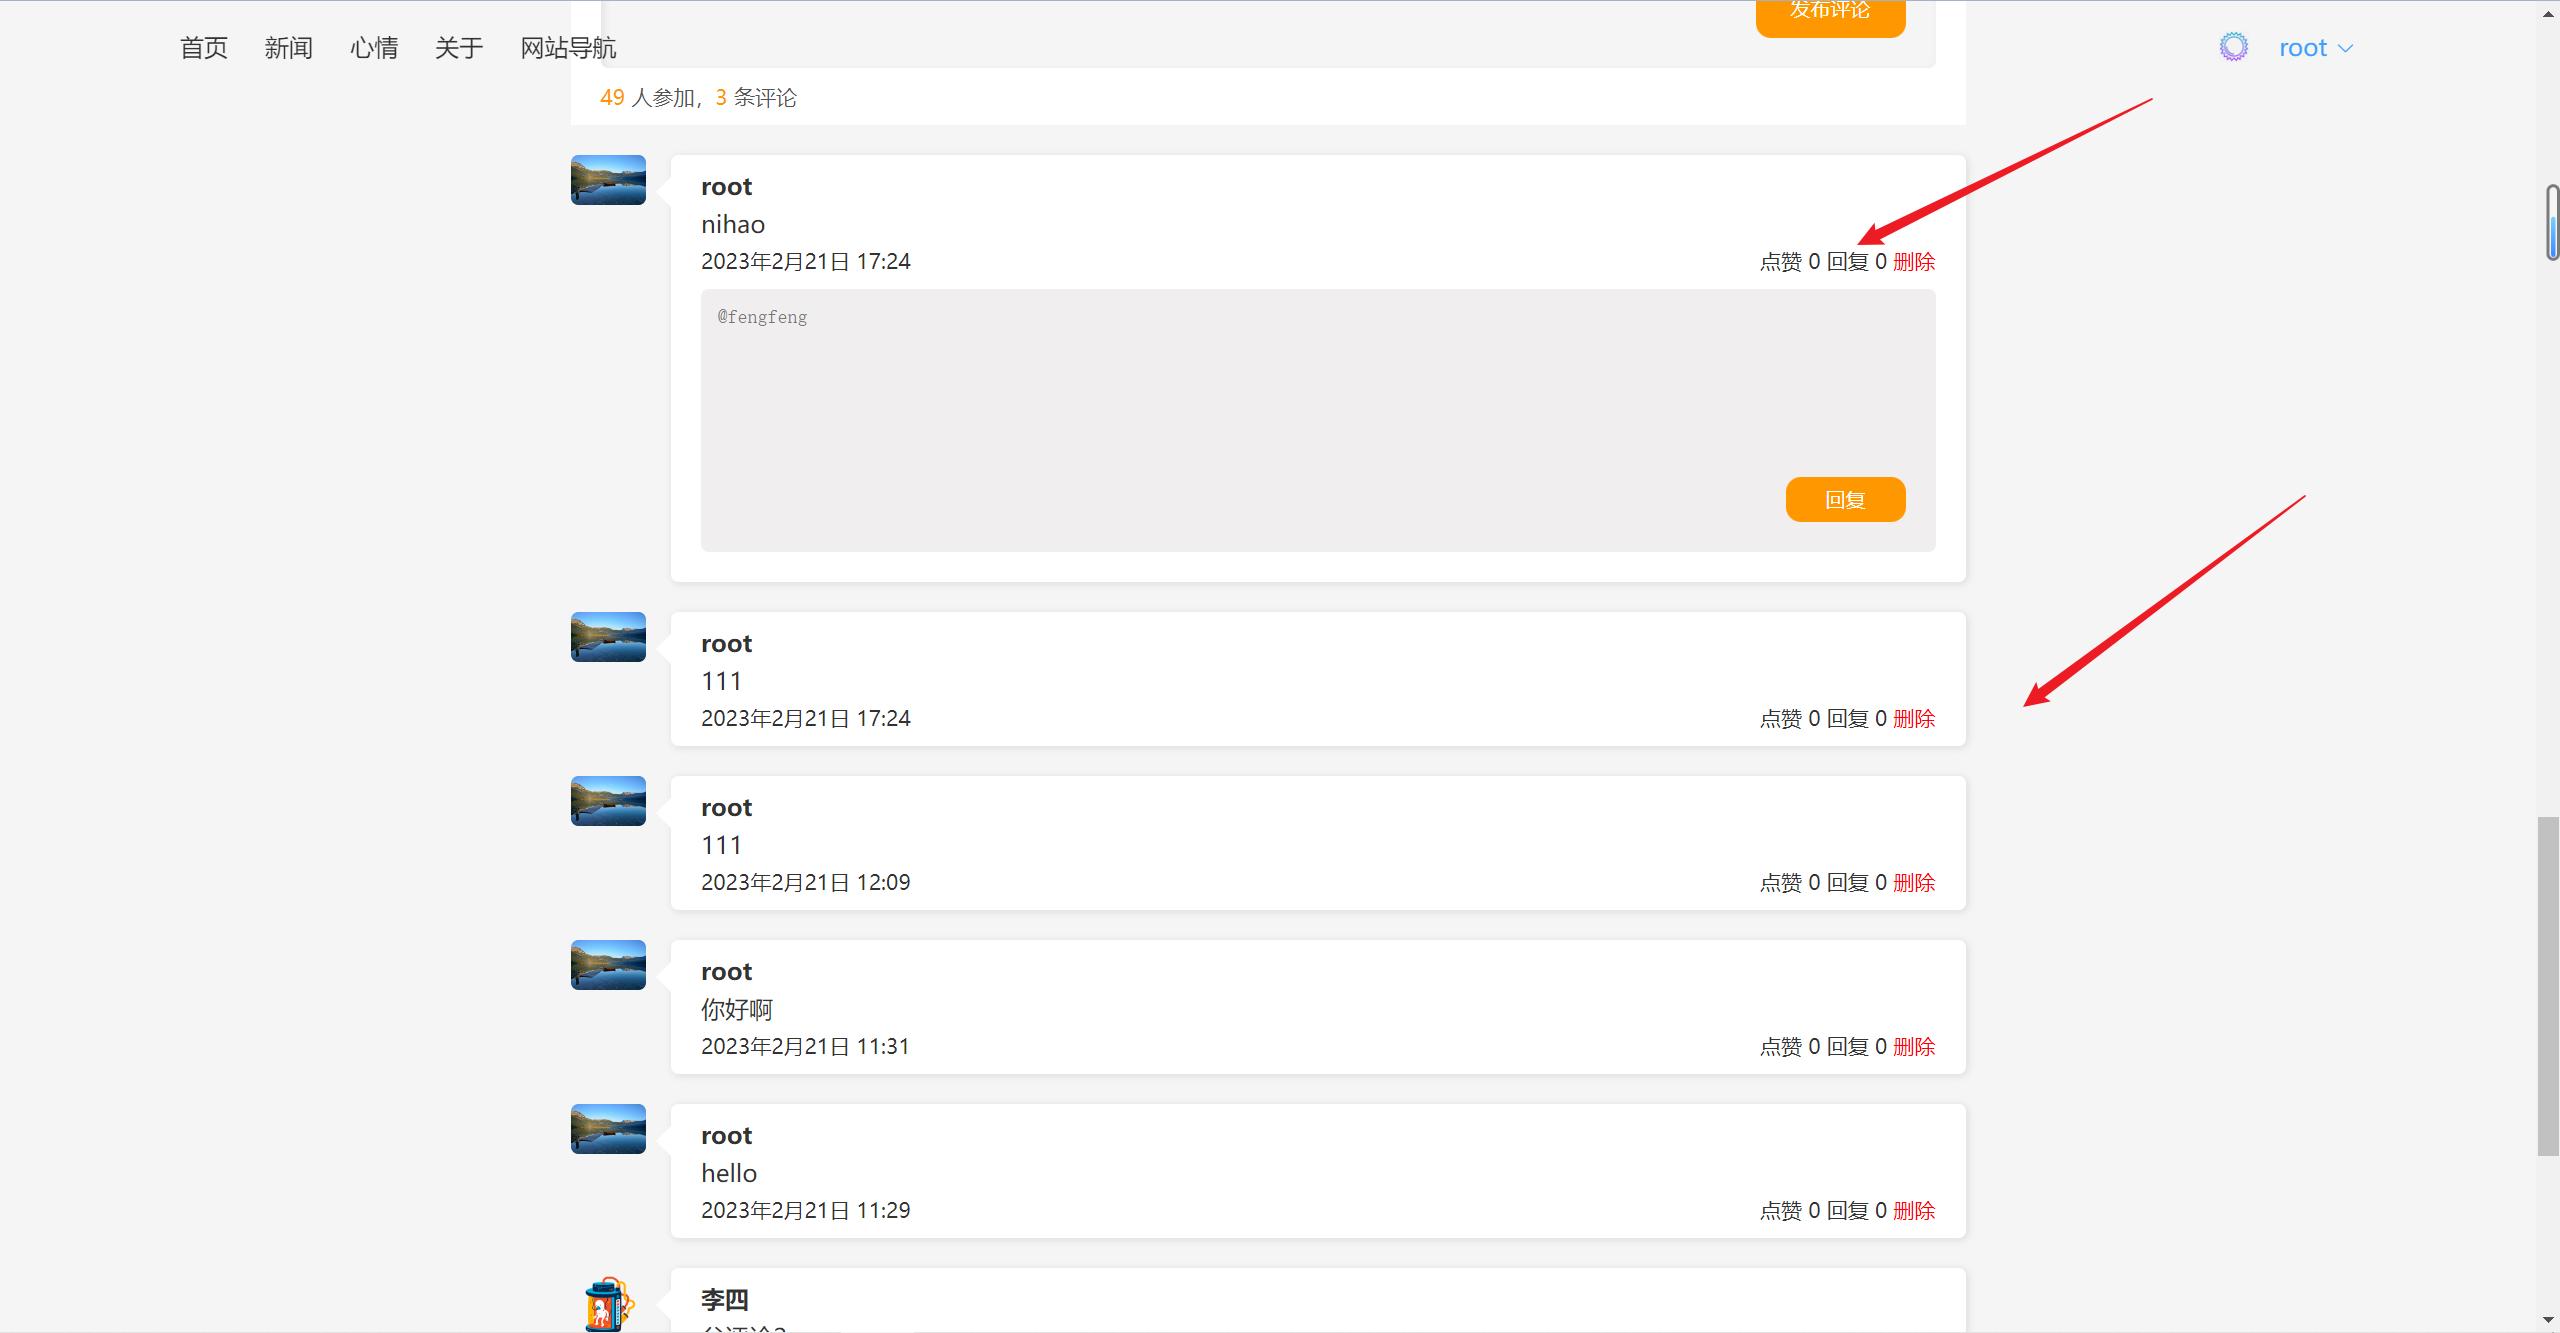 发布评论
首页 新闻 心情 关于 网站导航 root
49 人参加，3 条评论
root
nihao
2023年2月21日 17:24 点赞 0 回复 0 删除
@fengfeng
回复
root
111
2023年2月21日 17:24 点赞 0 回复 0 删除
root
111
2023年2月21日 12:09 点赞 0 回复 0 删除
root
你好啊
2023年2月21日 11:31 点赞 0 回复 0 删除
root
hello
2023年2月21日 11:29 点赞 0 回复 0 删除
李四